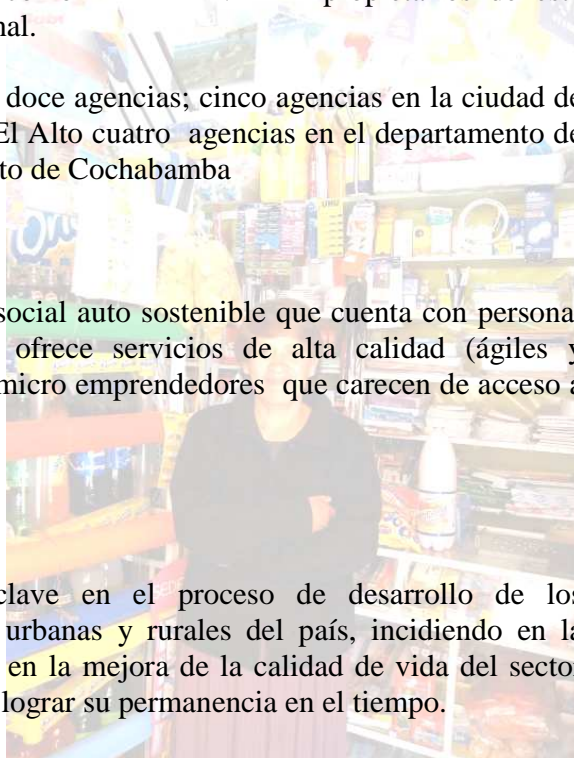 nal.
doce agencias; cinco agencias en la ciudad de
El Alto cuatro agencias en el departamento de
to de Cochabamba
social auto sostenible que cuenta con persona
ofrece servicios de alta calidad (ágiles y
micro emprendedores que carecen de acceso a
clave en el proceso de desarrollo de los
urbanas y rurales del país, incidiendo en la
en la mejora de la calidad de vida del sector
lograr su permanencia en el tiempo.